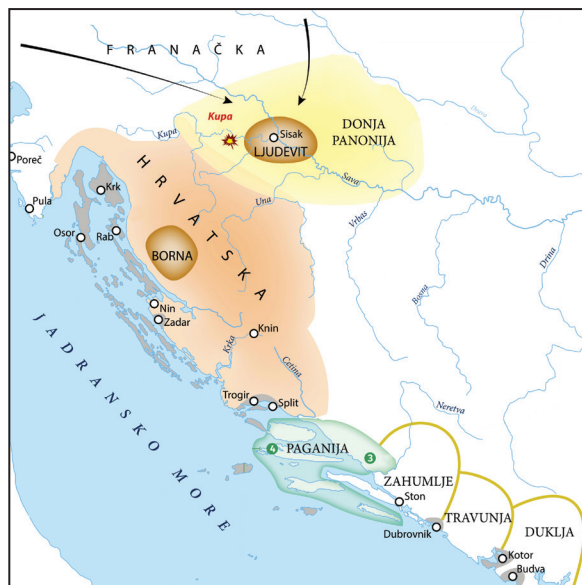 FRANAČKA
Kupa
Kupa
Sisak
LJUDEVIT
DONJA
PANONIJA
Drava
Sava
Poreč
Pula
Krk
Osor
Rab
HRVATSKA
Una
Vrbas
Bosna
Drina
BORNA
Nin
Zadar
Knin
Krka
Cetina
Trogir
Split
Neretva
JADRANSKO MORE
4
PAGANIJA
3
ZAHUMLJE
Ston
TRAVUNJA
Dubrovnik
DUKLJA
Kotor
Budva